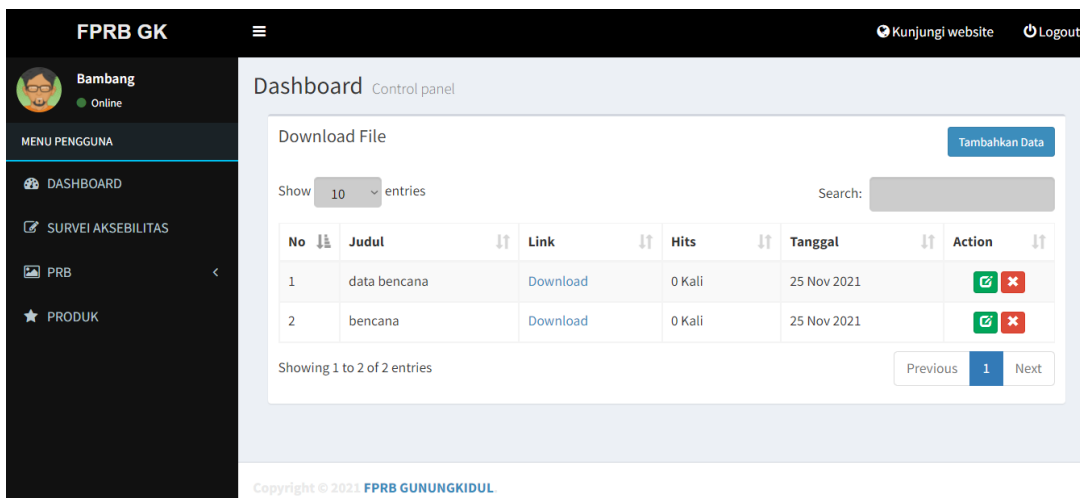 FPRB GK
Kunjungi website
Logout
Bambang
Online
MENU PENGGUNA
DASHBOARD
SURVEI AKSEBILITAS
PRB
PRODUK
Dashboard Control panel
Download File
Tambahkan Data
Show 10 entries
Search:
No Judul Link Hits Tanggal Action
1 data bencana Download 0 Kali 25 Nov 2021
2 bencana Download 0 Kali 25 Nov 2021
Showing 1 to 2 of 2 entries
Previous 1 Next
Copyright © 2021 FPRB GUNUNGKIDUL.